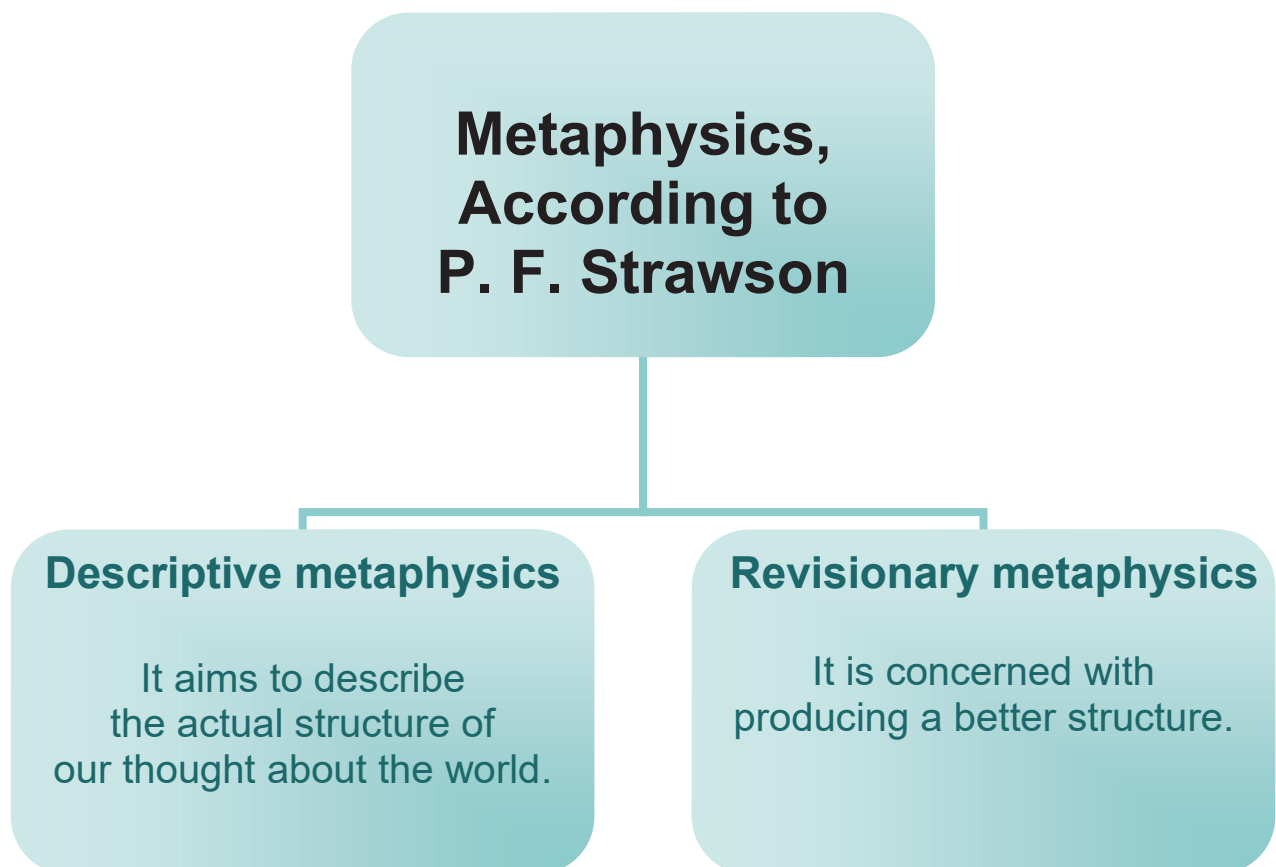 Metaphysics,
According to
P. F. Strawson
Descriptive metaphysics
It aims to describe
the actual structure of
our thought about the world.
Revisionary metaphysics
It is concerned with
producing a better structure.